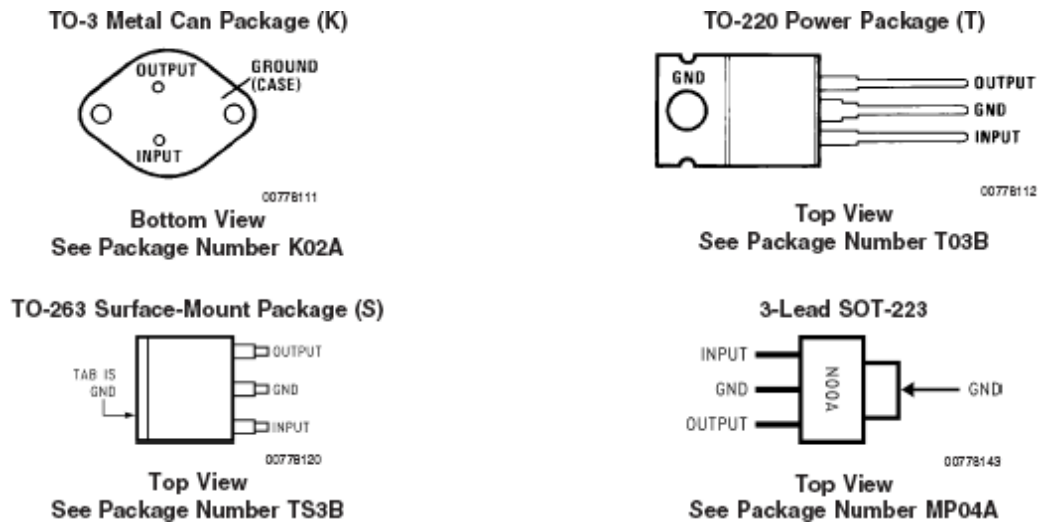 TO-3 Metal Can Package (K)
OUTPUT
GROUND
(CASE)
INPUT
00778111
Bottom View
See Package Number K02A
TO-220 Power Package (T)
GND
OUTPUT
GND
INPUT
00778112
Top View
See Package Number T03B
TO-263 Surface-Mount Package (S)
TAB IS
GND
OUTPUT
GND
INPUT
00778120
Top View
See Package Number TS3B
3-Lead SOT-223
INPUT
GND
OUTPUT
N00A
GND
00778143
Top View
See Package Number MP04A